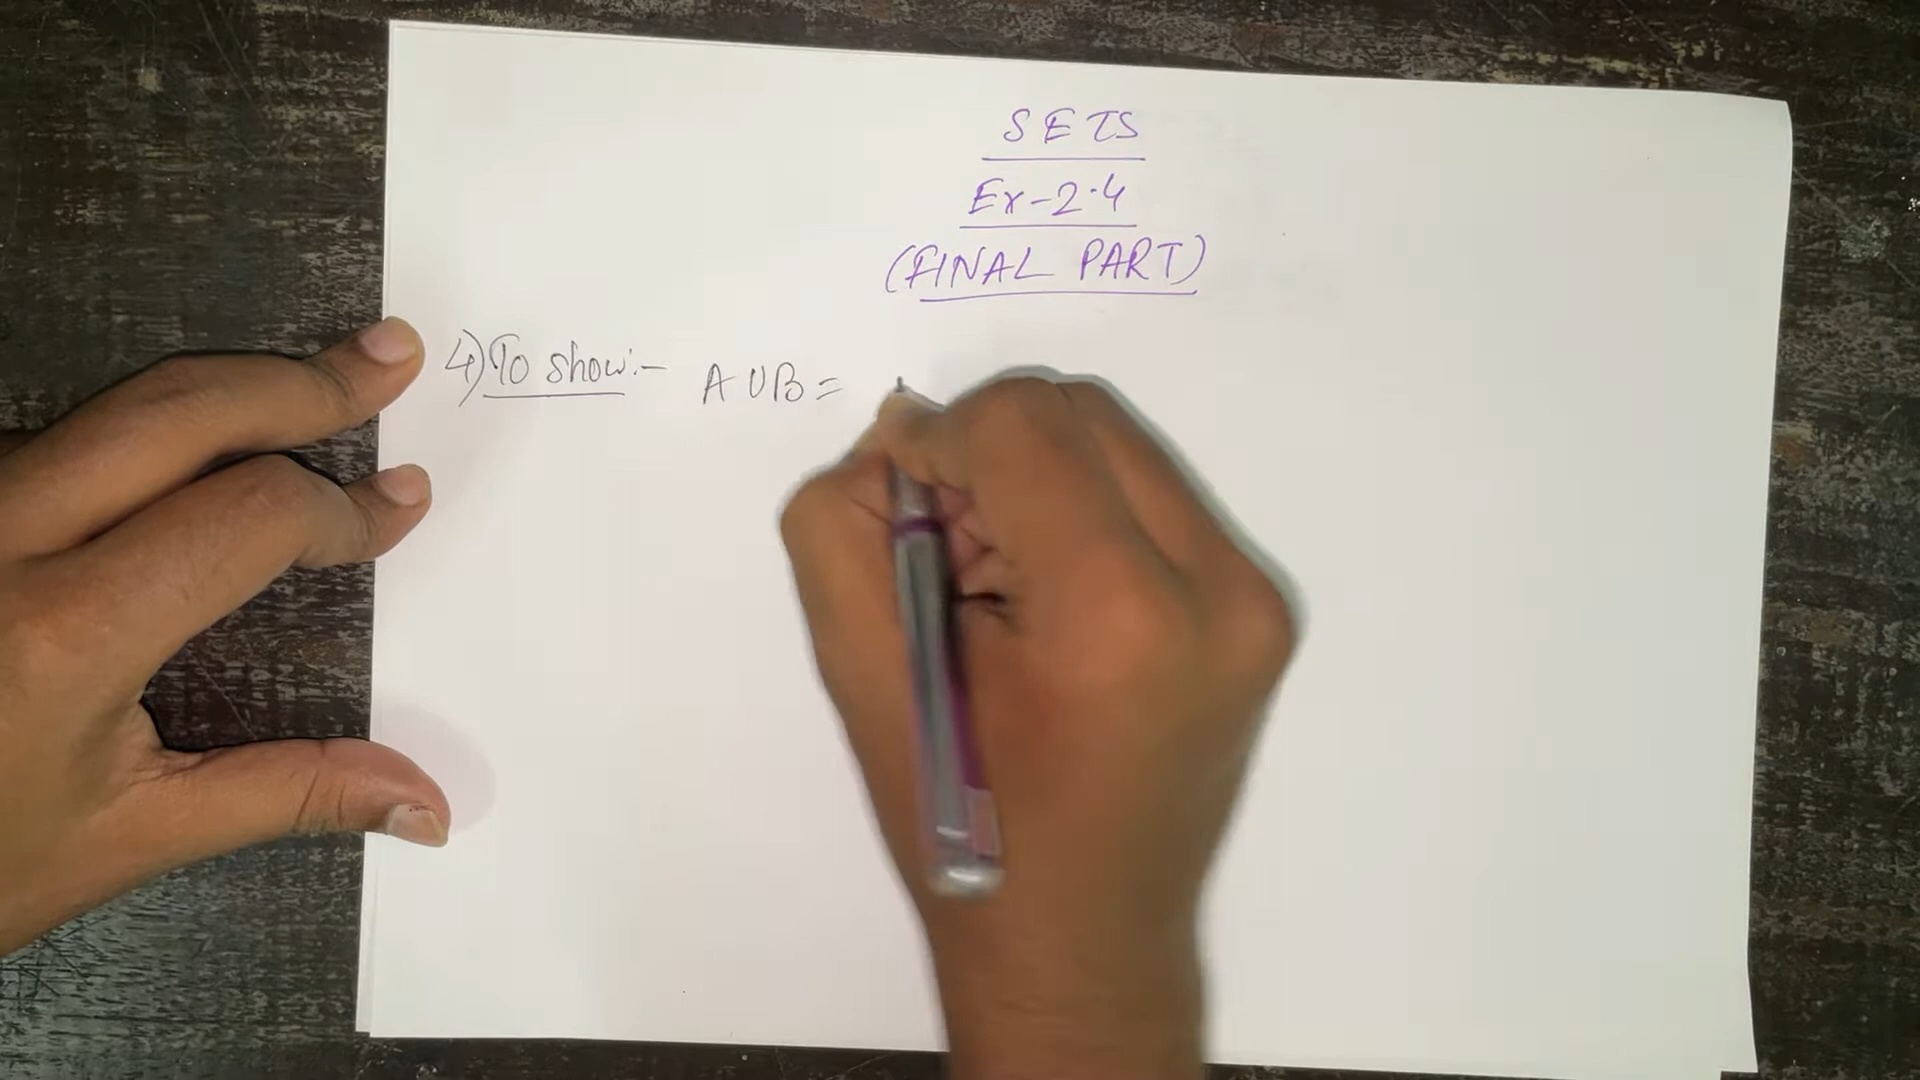 SETS
Ex-2.4
(FINAL PART)
4) To show:- A U B =